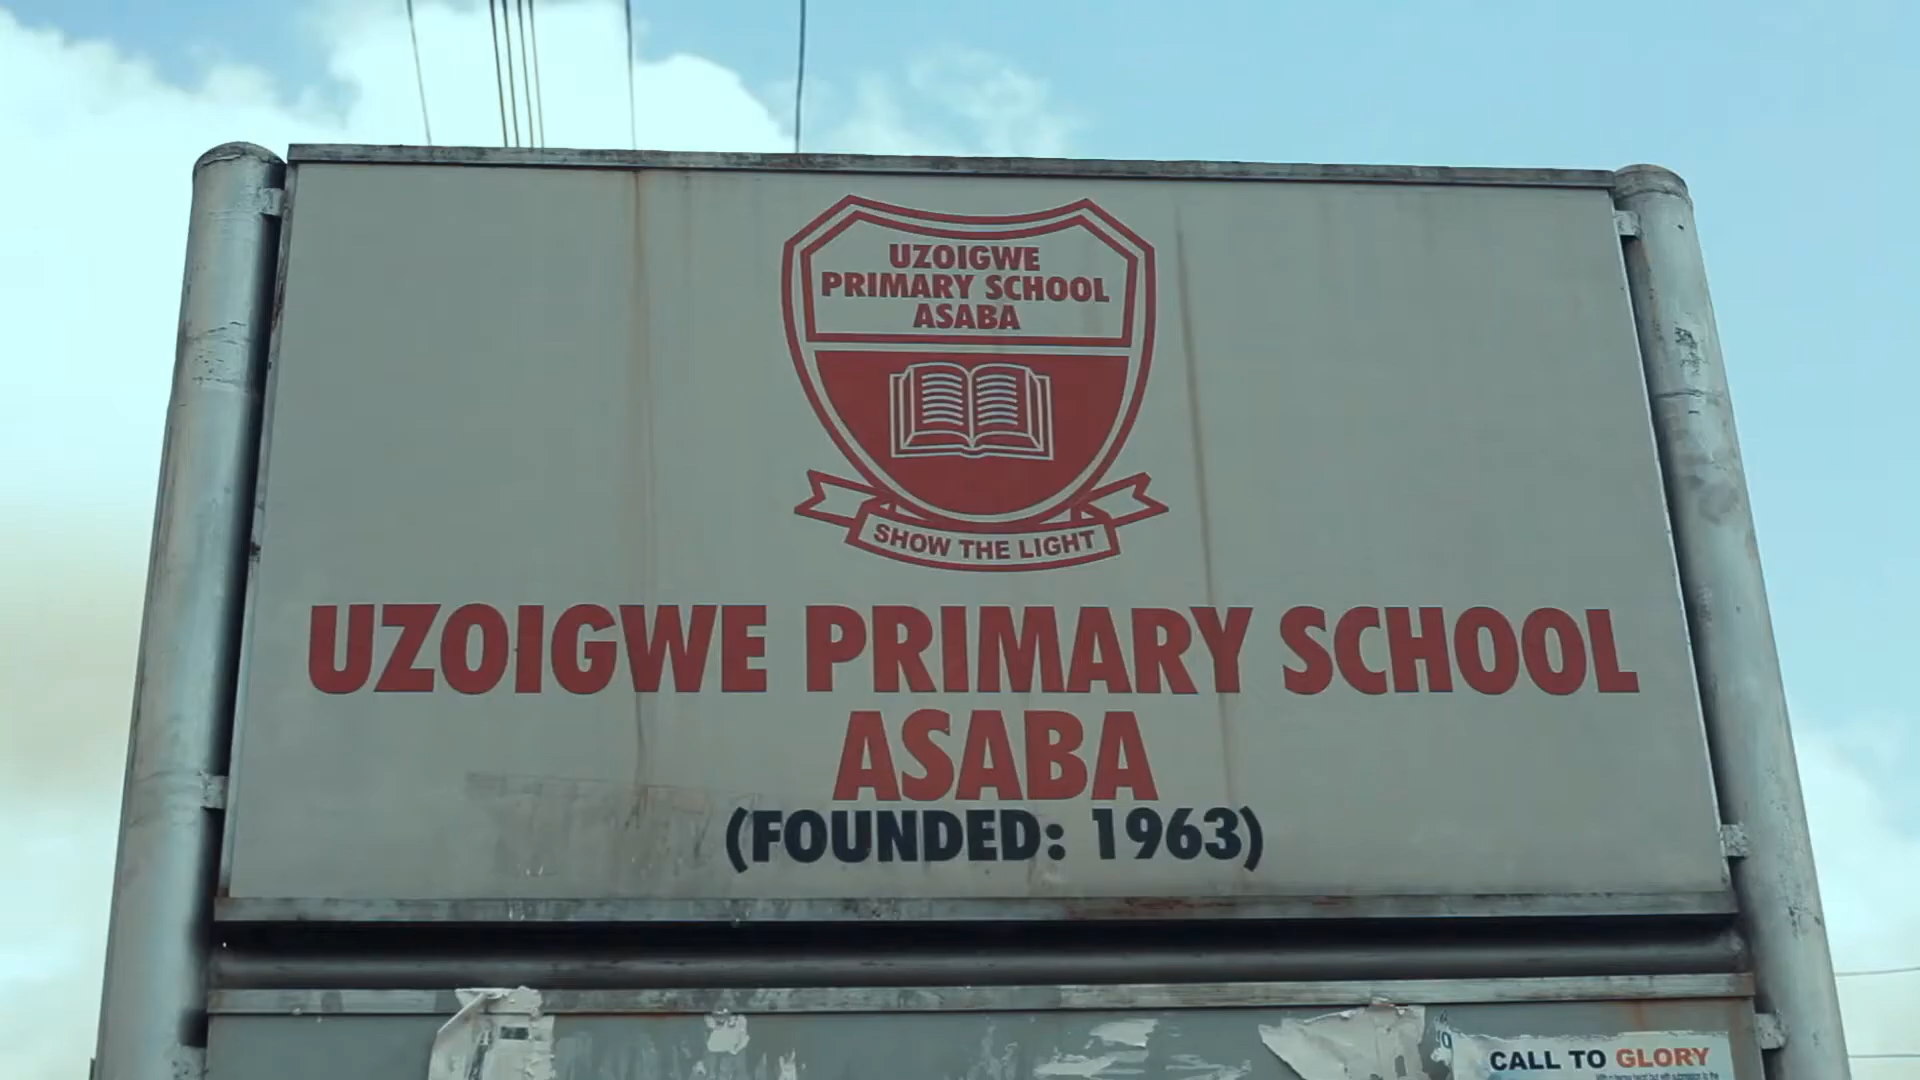 UZOIGWE
PRIMARY SCHOOL
ASABA
SHOW THE LIGHT
UZOIGWE PRIMARY SCHOOL
ASABA
(FOUNDED: 1963)
CALL TO GLORY